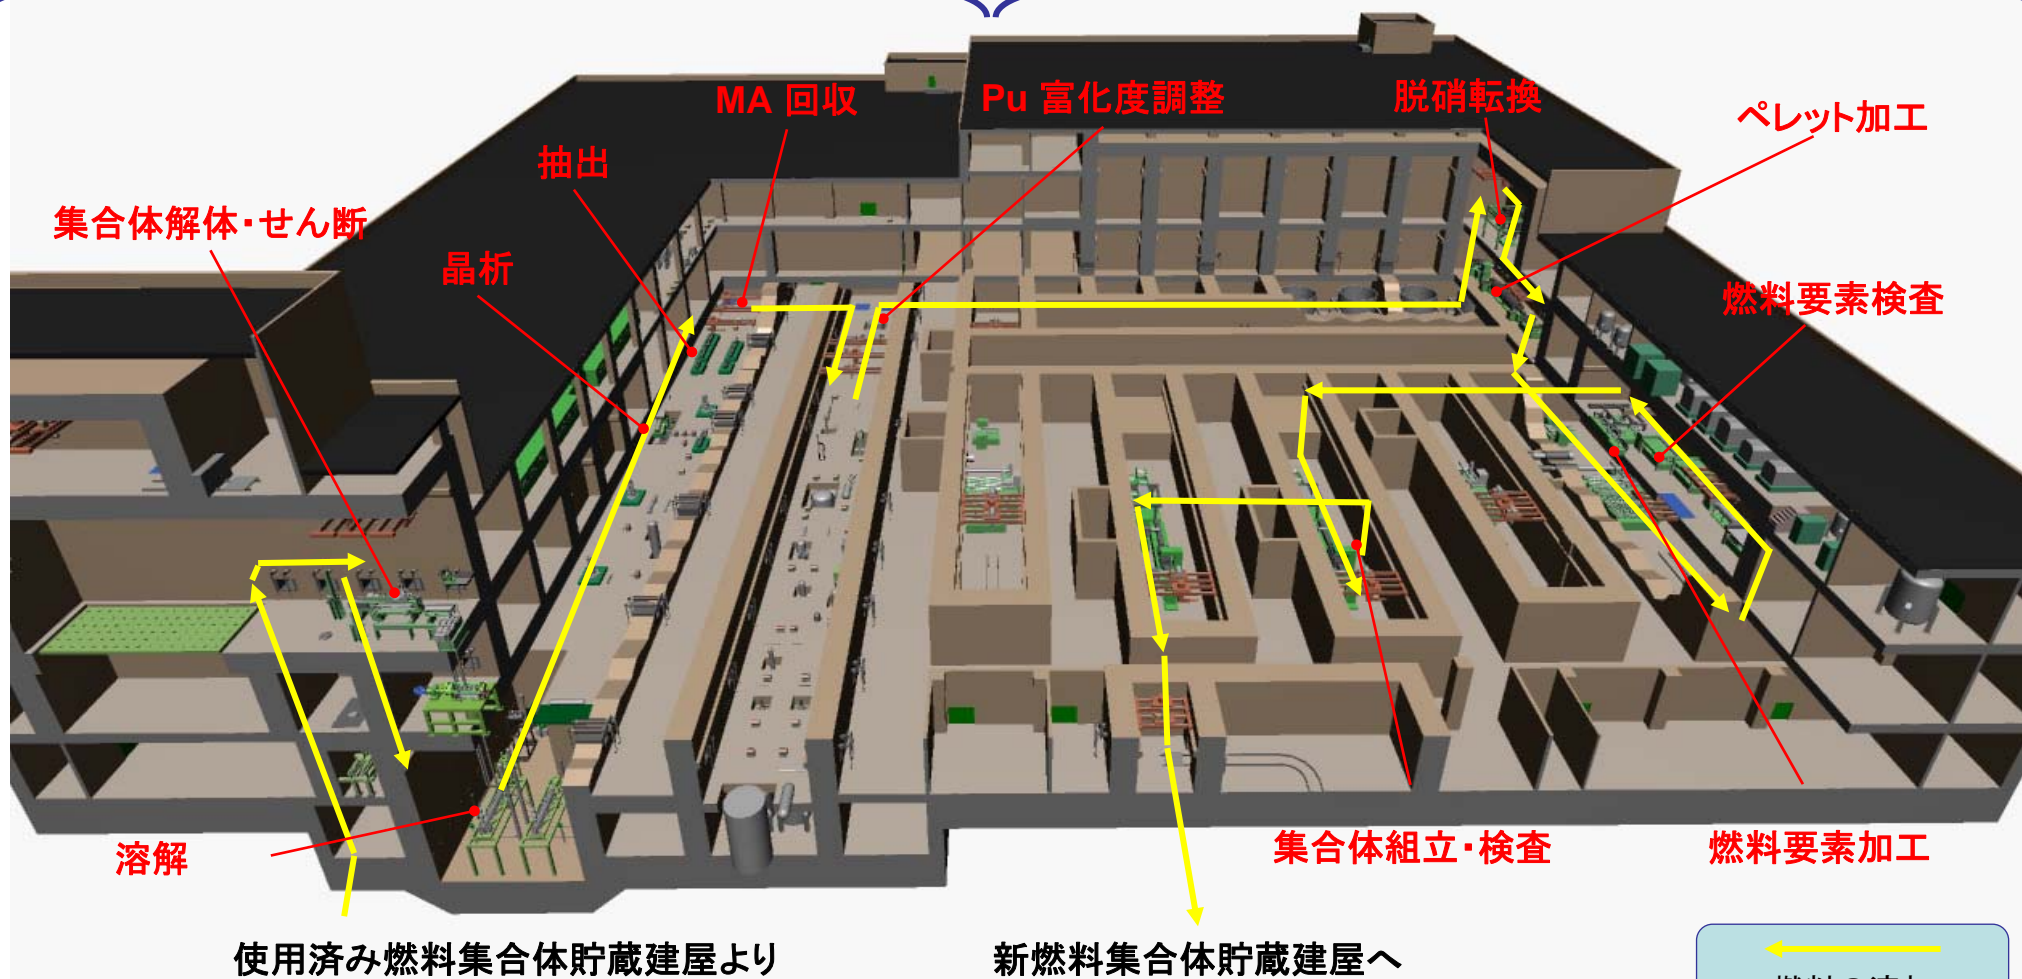 MA 回収
Pu 富化度調整
脱硝転換
ペレット加工
抽出
集合体解体・せん断
晶析
燃料要素検査
溶解
集合体組立・検査
燃料要素加工
使用済み燃料集合体貯蔵建屋より
新燃料集合体貯蔵建屋へ